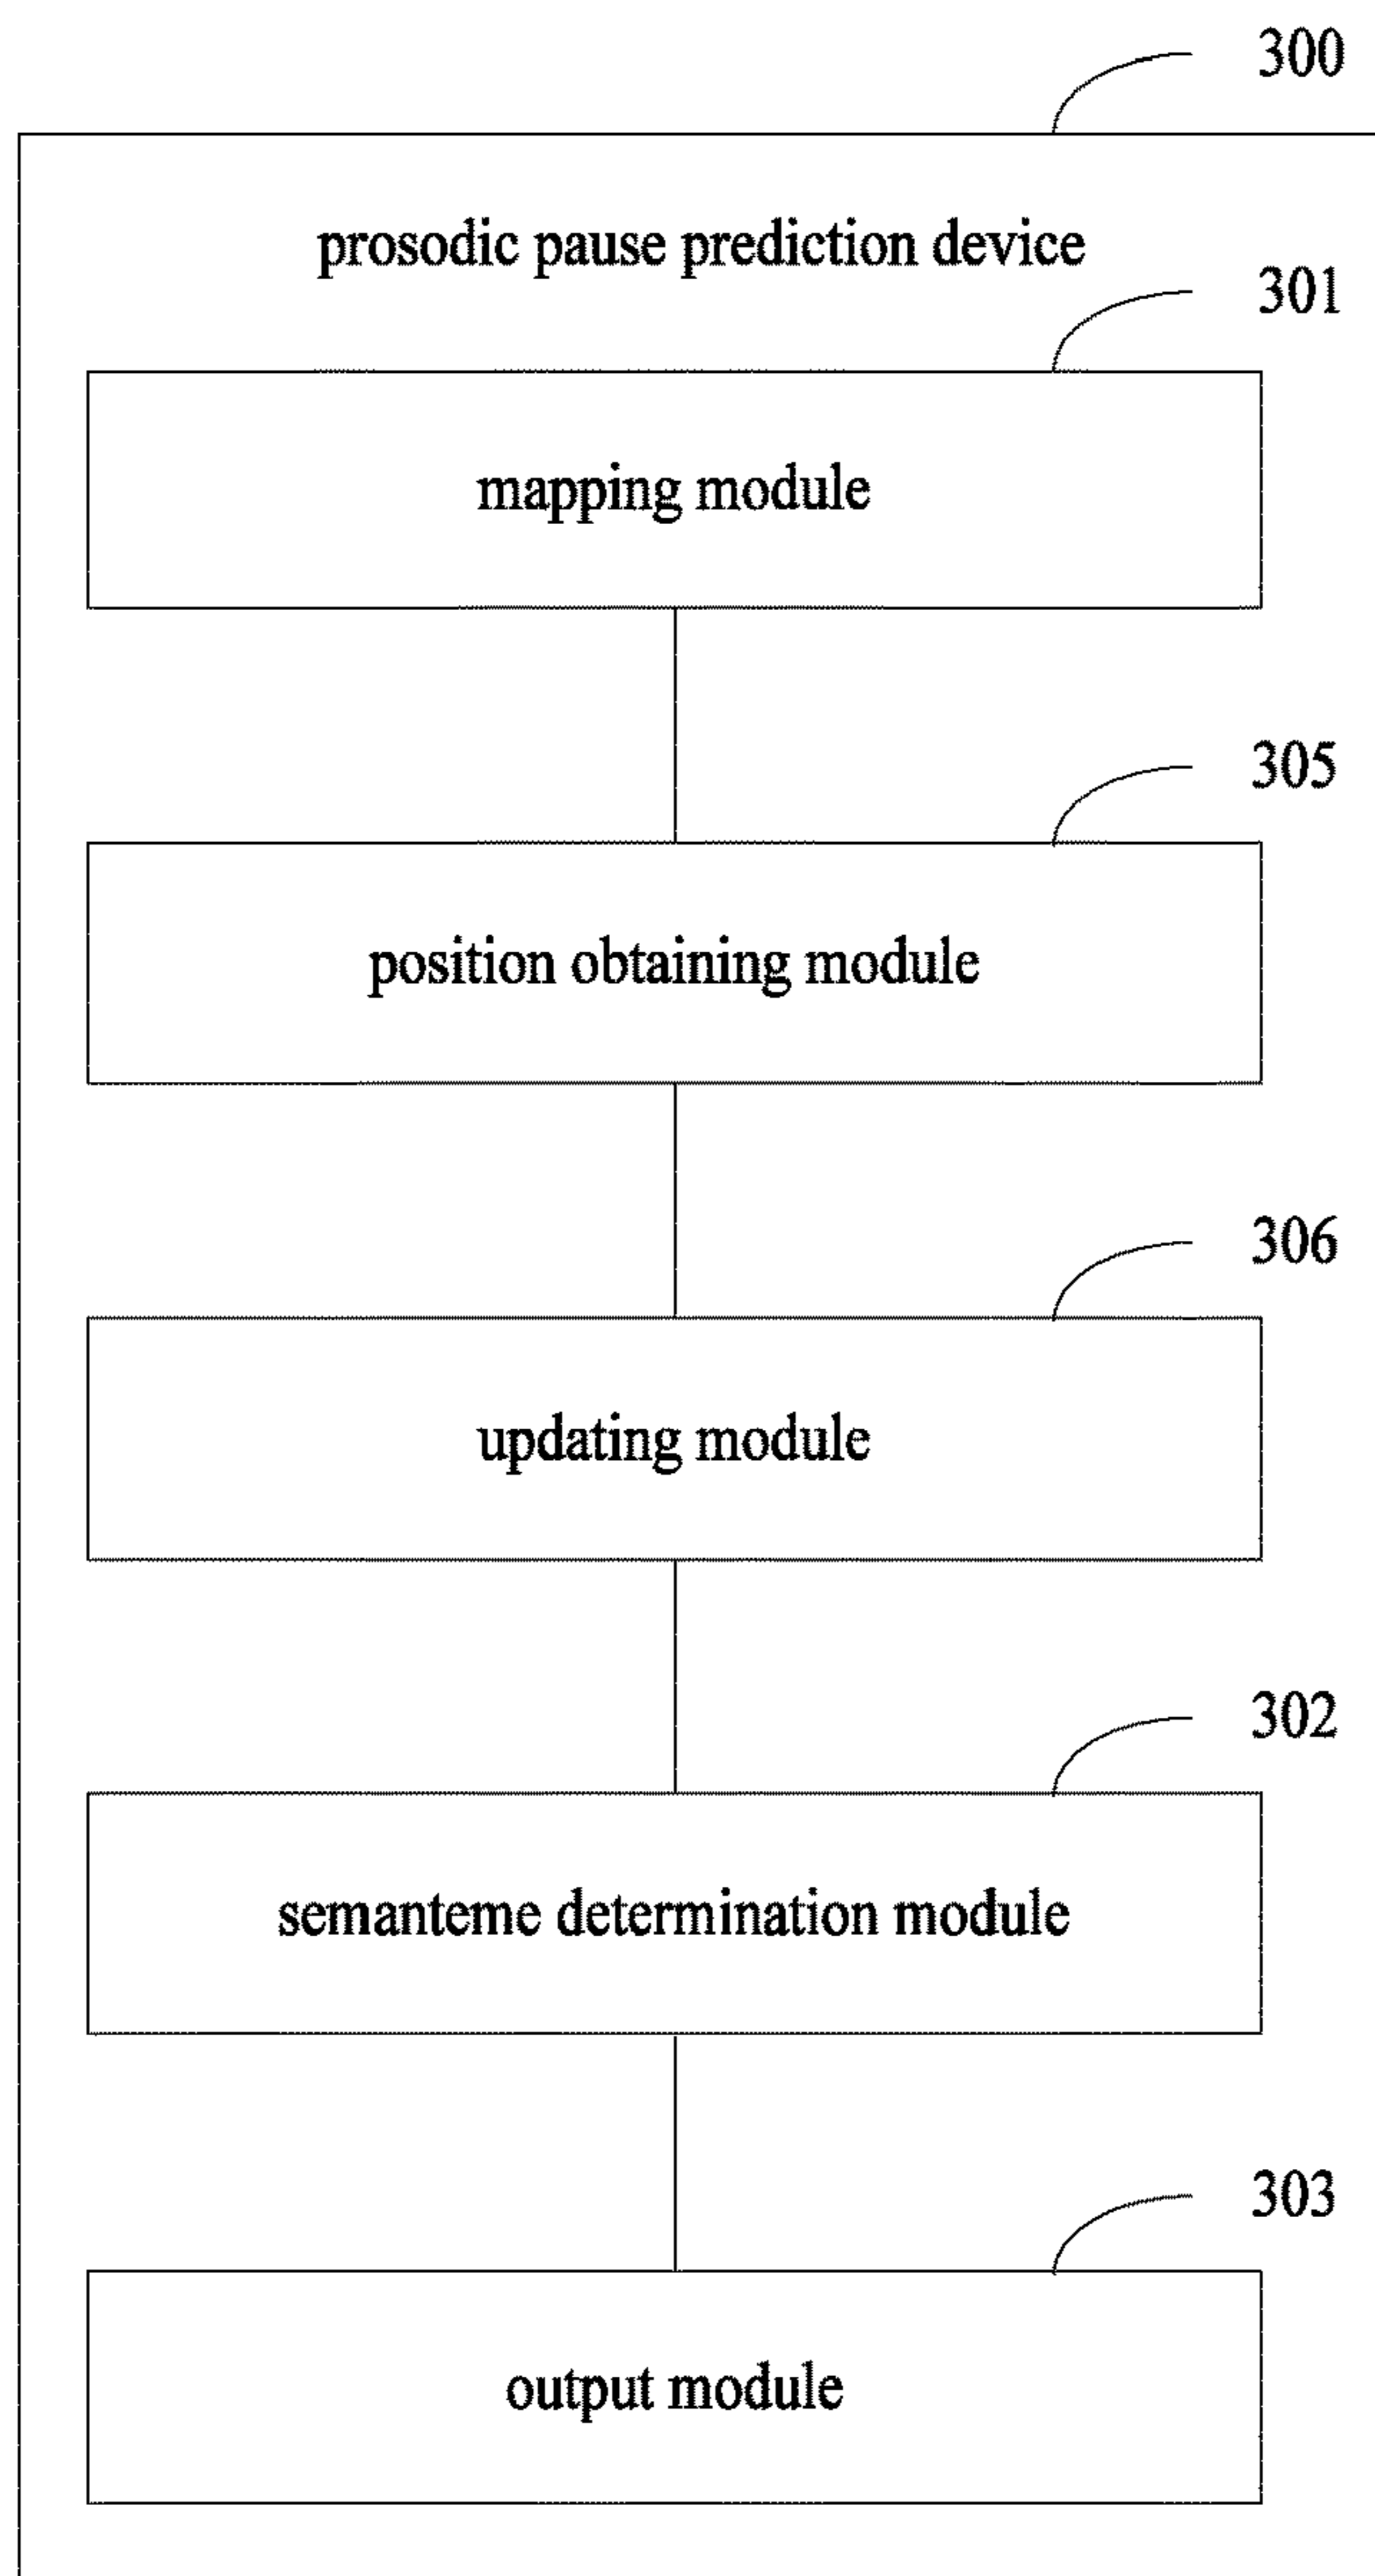 300
prosodic pause prediction device
301
mapping module
305
position obtaining module
306
updating module
302
semanteme determination module
303
output module